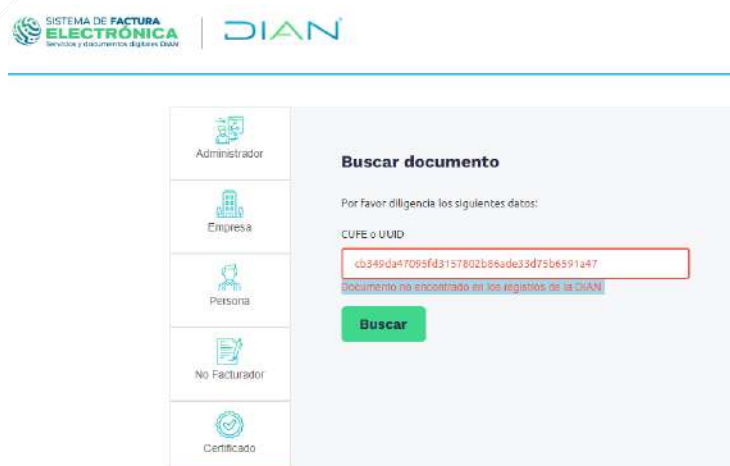 SISTEMA DE FACTURA
ELECTRÓNICA
Servicios y documentos digitales DIAN
DIAN
Administrador
Empresa
Persona
No Facturador
Certificado
Buscar documento
Por favor diligencia los siguientes datos:
CUFE o UUID
cb349da47095fd3157802b86ade33d75b6591a47
Documento no encontrado en los registros de la DIAN.
Buscar